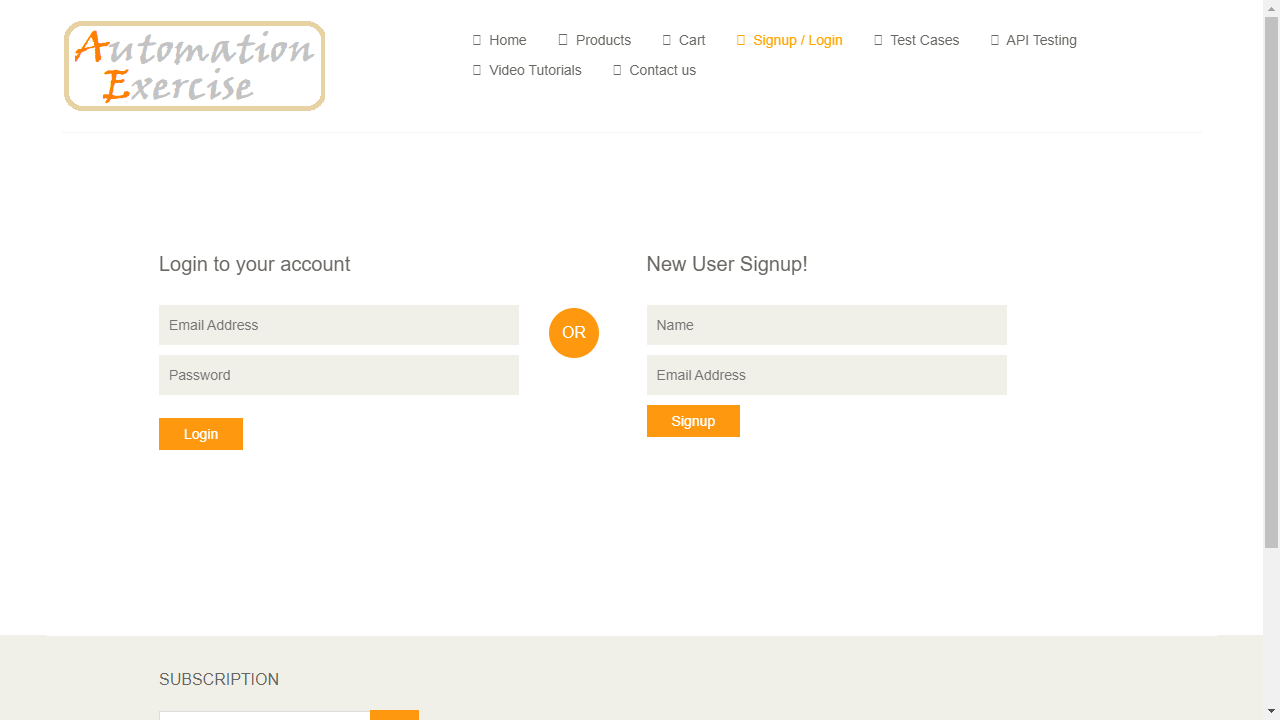 Automation
Exercise
Home Products Cart Signup / Login Test Cases API Testing
Video Tutorials Contact us
Login to your account
Email Address
Password
Login
OR
New User Signup!
Name
Email Address
Signup
SUBSCRIPTION